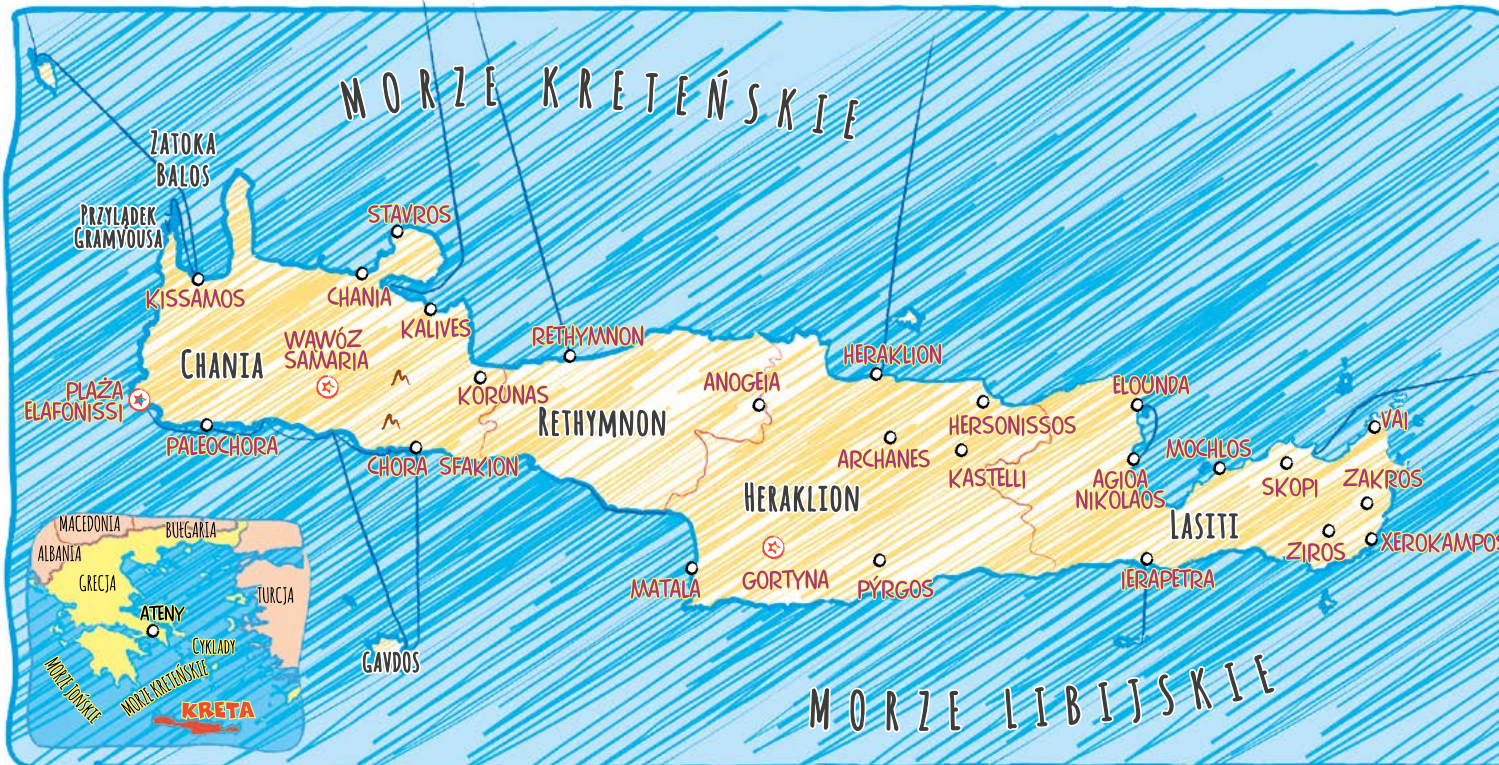 MORZE KRETEŃSKIE
ZATOKA
BALOS
PRZYLĄDEK
GRAMVOUSA
STAVROS
KISSAMOS
CHANIA
KALIVES
WAWÓZ
SAMARIA
CHANIA
RETHYMNON
HERAKLION
PLAŻA
ELAFONISSI
KORUNAS
ANOGEIA
ELOUNDA
RETHYMNON
HERSONISSOS
VAI
PALEOCHORA
CHORA SFAKION
ARCHANES
KASTELLI
MOCHLOS
AGIOA
NIKOLAOS
SKOPI
ZAKROS
HERAKLION
LASITI
ZIROS
XEROKAMPOS
MATALA
GORTYNA
PÝRGOS
IERAPETRA
GAVDOS
MORZE LIBIJSKIE
MACEDONIA
BUŁGARIA
ALBANIA
GRECJA
TURCJA
ATENY
CYKLADY
MORZE JOŃSKIE
MORZE KRETEŃSKIE
KRETA